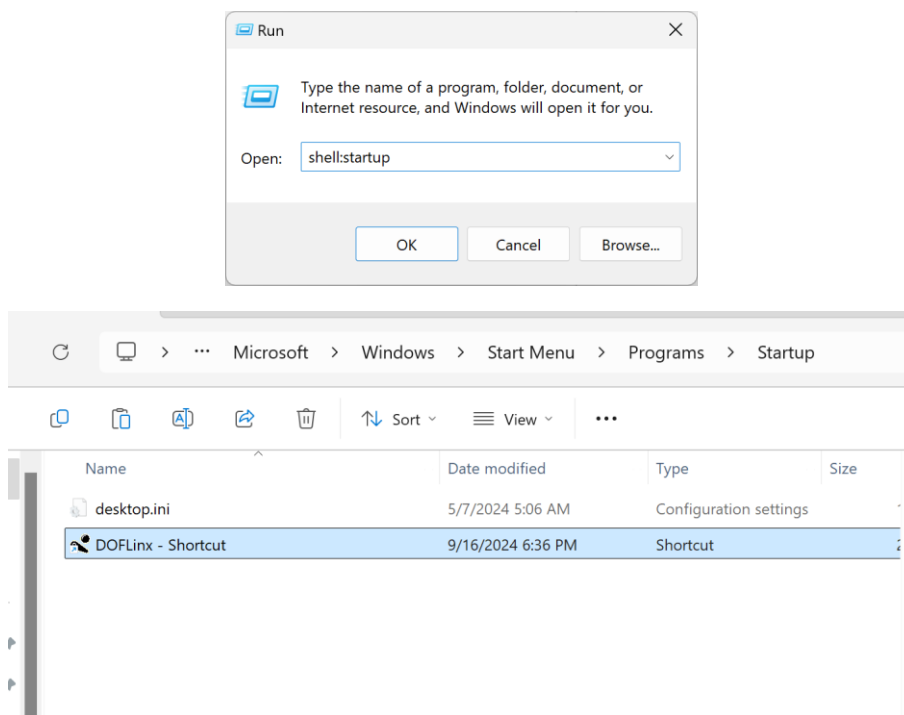 Run
Type the name of a program, folder, document, or
Internet resource, and Windows will open it for you.
Open: shell:startup
OK Cancel Browse...
Microsoft > Windows > Start Menu > Programs > Startup
Sort View
Name Date modified Type Size
desktop.ini 5/7/2024 5:06 AM Configuration settings
DOFLinx - Shortcut 9/16/2024 6:36 PM Shortcut